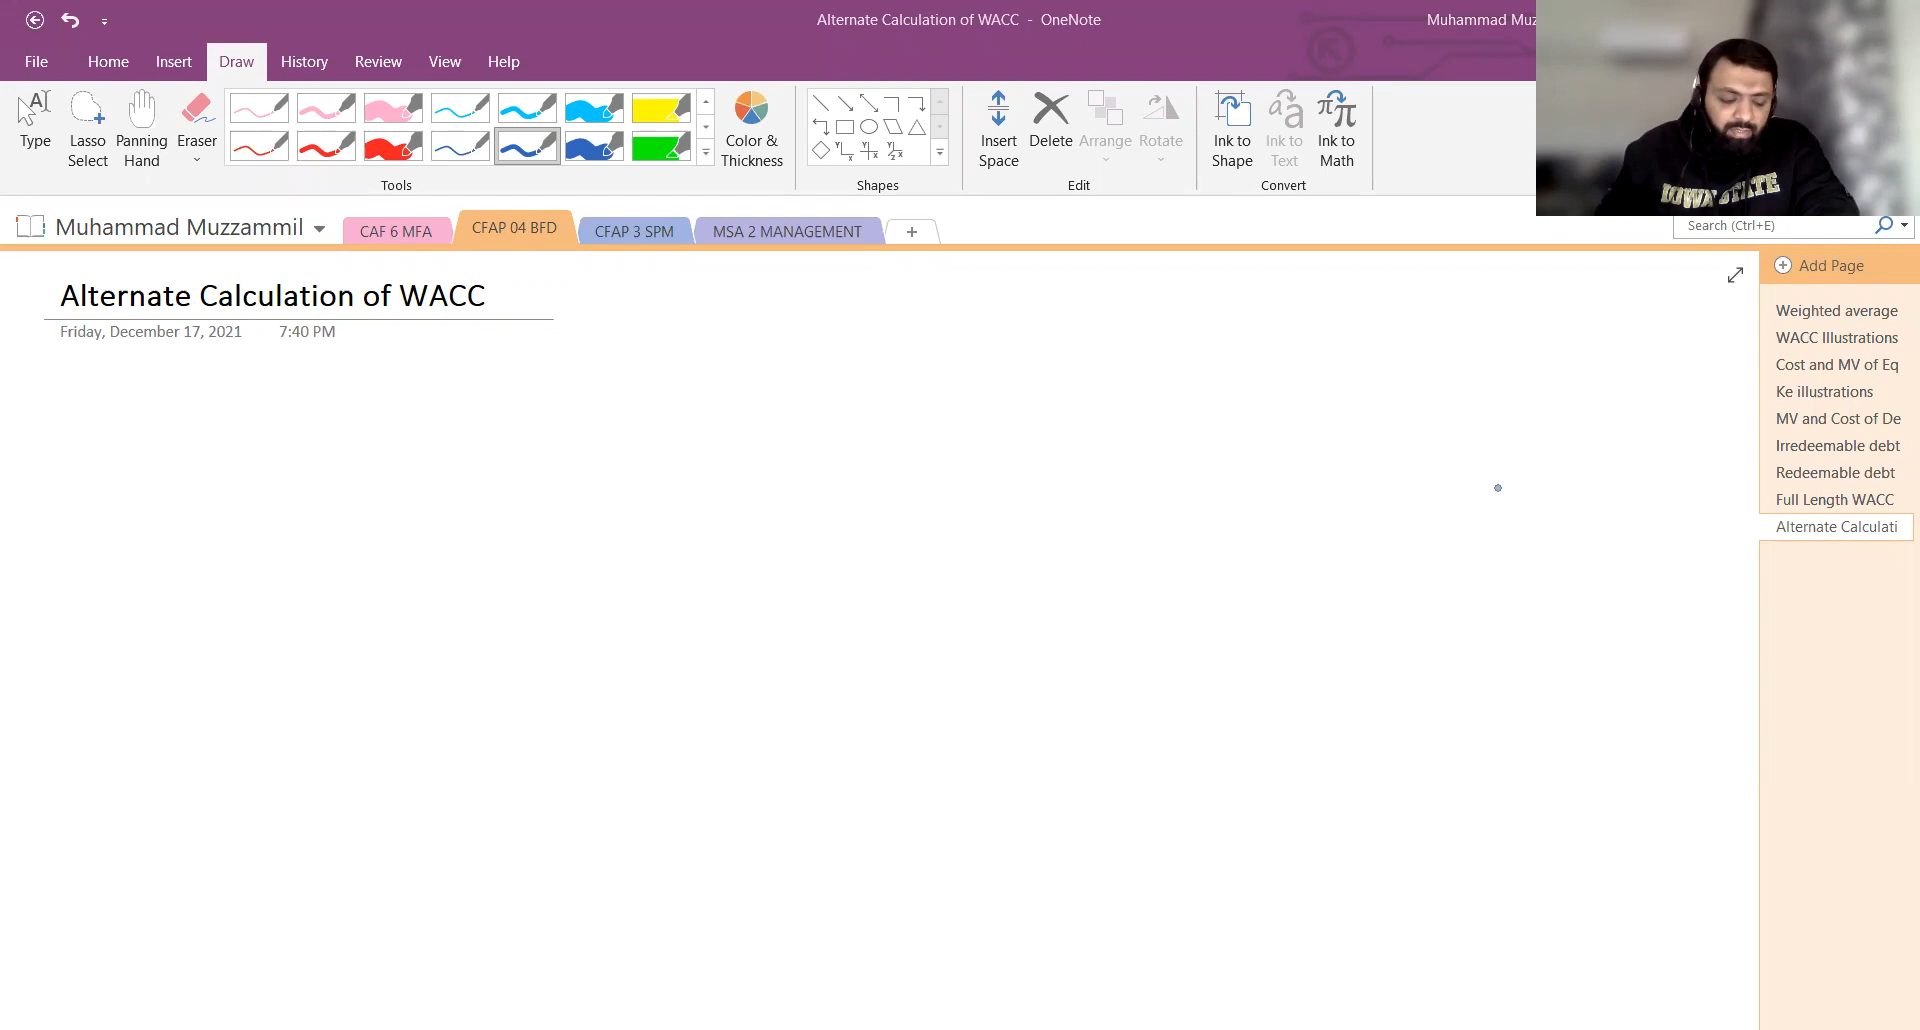 Alternate Calculation of WACC - OneNote
Muhammad Muz
File Home Insert Draw History Review View Help
Type
Lasso Select
Panning Hand
Eraser
Color & Thickness
Insert Space
Delete
Arrange
Rotate
Ink to Shape
Ink to Text
Ink to Math
Tools
Shapes
Edit
Convert
IOWA STATE
Muhammad Muzzammil
CAF 6 MFA
CFAP 04 BFD
CFAP 3 SPM
MSA 2 MANAGEMENT
Search (Ctrl+E)
Alternate Calculation of WACC
Friday, December 17, 2021 7:40 PM
Add Page
Weighted average
WACC Illustrations
Cost and MV of Eq
Ke illustrations
MV and Cost of De
Irredeemable debt
Redeemable debt
Full Length WACC
Alternate Calculati